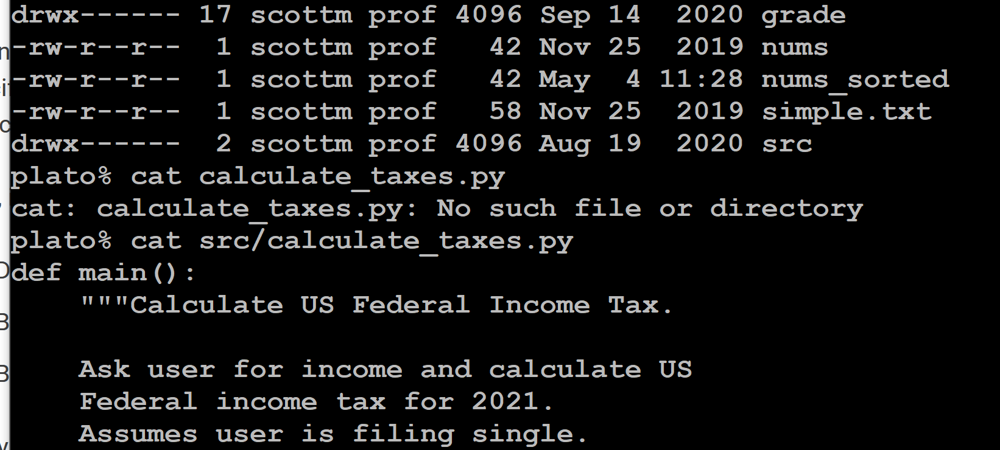 drwx------ 17 scottm prof 4096 Sep 14  2020 grade
-rw-r--r--  1 scottm prof   42 Nov 25  2019 nums
-rw-r--r--  1 scottm prof   42 May  4 11:28 nums_sorted
-rw-r--r--  1 scottm prof   58 Nov 25  2019 simple.txt
drwx------  2 scottm prof 4096 Aug 19  2020 src
plato% cat calculate_taxes.py
cat: calculate_taxes.py: No such file or directory
plato% cat src/calculate_taxes.py
def main():
    """Calculate US Federal Income Tax.
    Ask user for income and calculate US
    Federal income tax for 2021.
    Assumes user is filing single.